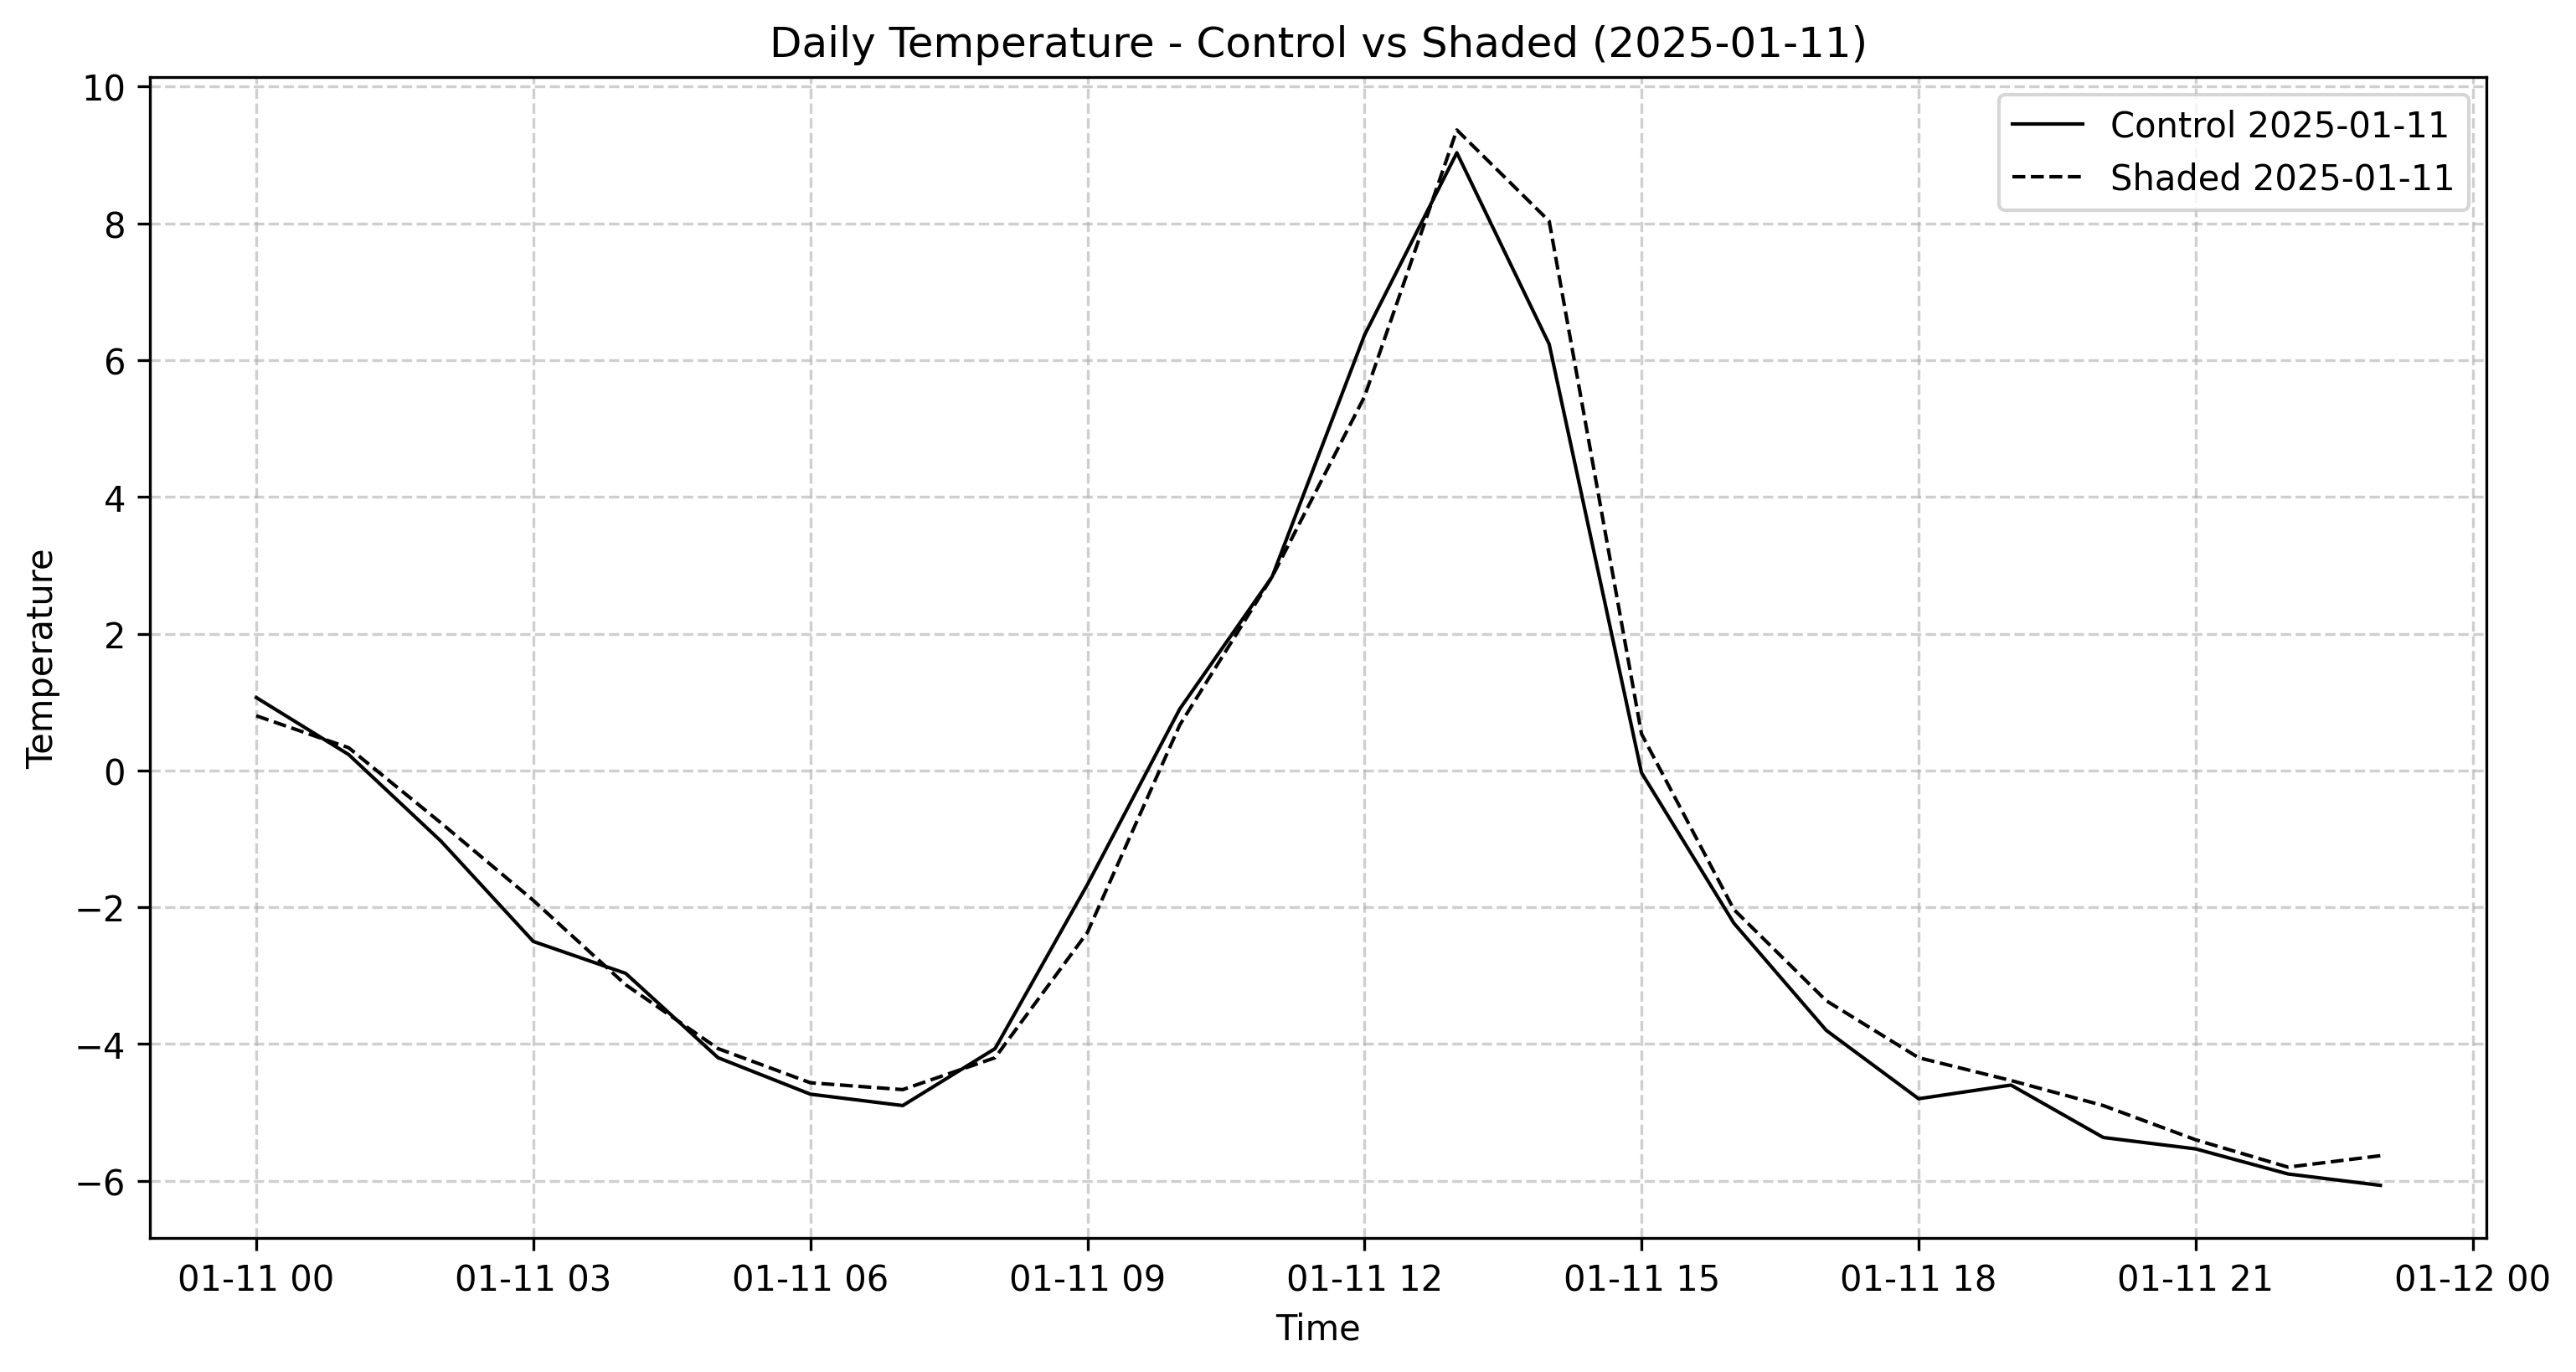 Daily Temperature - Control vs Shaded (2025-01-11)
10
8
6
4
2
0
−2
−4
−6
Temperature
Control 2025-01-11
Shaded 2025-01-11
01-11 00 01-11 03 01-11 06 01-11 09 01-11 12 01-11 15 01-11 18 01-11 21 01-12 00
Time